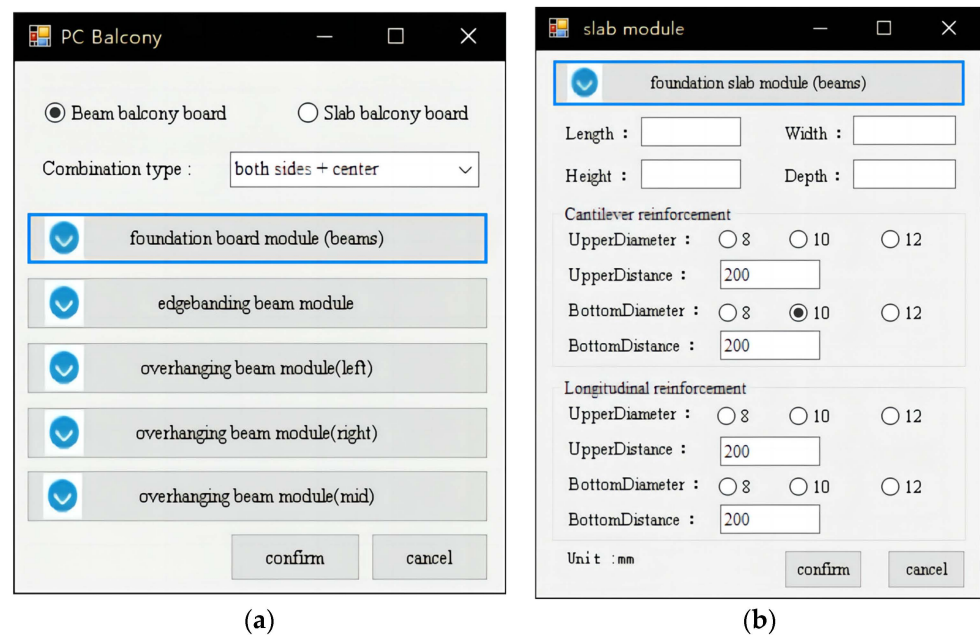 PC Balcony
Beam balcony board Slab balcony board
Combination type : both sides + center
foundation board module (beams)
edgebanding beam module
overhanging beam module(left)
overhanging beam module(right)
overhanging beam module(mid)
confirm cancel
(a)
slab module
foundation slab module (beams)
Length : Width :
Height : Depth :
Cantilever reinforcement
UpperDiameter : 8 10 12
UpperDistance : 200
BottomDiameter : 8 10 12
BottomDistance : 200
Longitudinal reinforcement
UpperDiameter : 8 10 12
UpperDistance : 200
BottomDiameter : 8 10 12
BottomDistance : 200
Unit :mm
confirm cancel
(b)